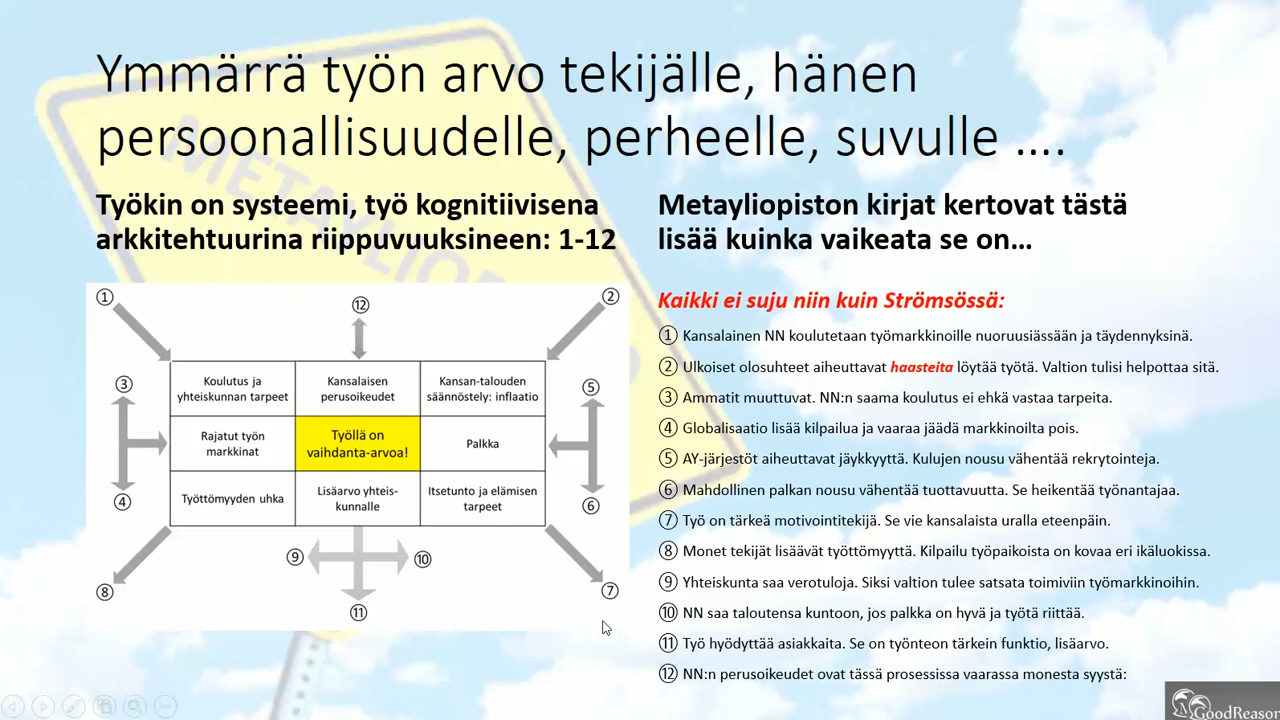 Ymmärrä työn arvo tekijälle, hänen
persoonallisuudelle, perheelle, suvulle ….
Työkin on systeemi, työ kognitiivisena
arkkitehtuurina riippuvuuksineen: 1-12
①
②
⑫
③
④
⑤
⑥
Koulutus ja
yhteiskunnan tarpeet
Kansalaisen
perusoikeudet
Kansan-talouden
säännöstely: inflaatio
Rajatut työn
markkinat
Työllä on
vaihdanta-arvoa!
Palkka
Työttömyyden uhka
Lisäarvo yhteis-
kunnalle
Itsetunto ja elämisen
tarpeet
⑨
⑩
⑧
⑪
⑦
Metayliopiston kirjat kertovat tästä
lisää kuinka vaikeata se on…
Kaikki ei suju niin kuin Strömsössä:
① Kansalainen NN koulutetaan työmarkkinoille nuoruusiässään ja täydennyksinä.
② Ulkoiset olosuhteet aiheuttavat haasteita löytää työtä. Valtion tulisi helpottaa sitä.
③ Ammatit muuttuvat. NN:n saama koulutus ei ehkä vastaa tarpeita.
④ Globalisaatio lisää kilpailua ja vaaraa jäädä markkinoilta pois.
⑤ AY-järjestöt aiheuttavat jäykkyyttä. Kulujen nousu vähentää rekrytointeja.
⑥ Mahdollinen palkan nousu vähentää tuottavuutta. Se heikentää työnantajaa.
⑦ Työ on tärkeä motivointitekijä. Se vie kansalaista uralla eteenpäin.
⑧ Monet tekijät lisäävät työttömyyttä. Kilpailu työpaikoista on kovaa eri ikäluokissa.
⑨ Yhteiskunta saa verotuloja. Siksi valtion tulee satsata toimiviin työmarkkinoihin.
⑩ NN saa taloutensa kuntoon, jos palkka on hyvä ja työtä riittää.
⑪ Työ hyödyttää asiakkaita. Se on työnteon tärkein funktio, lisäarvo.
⑫ NN:n perusoikeudet ovat tässä prosessissa vaarassa monesta syystä:
GoodReason